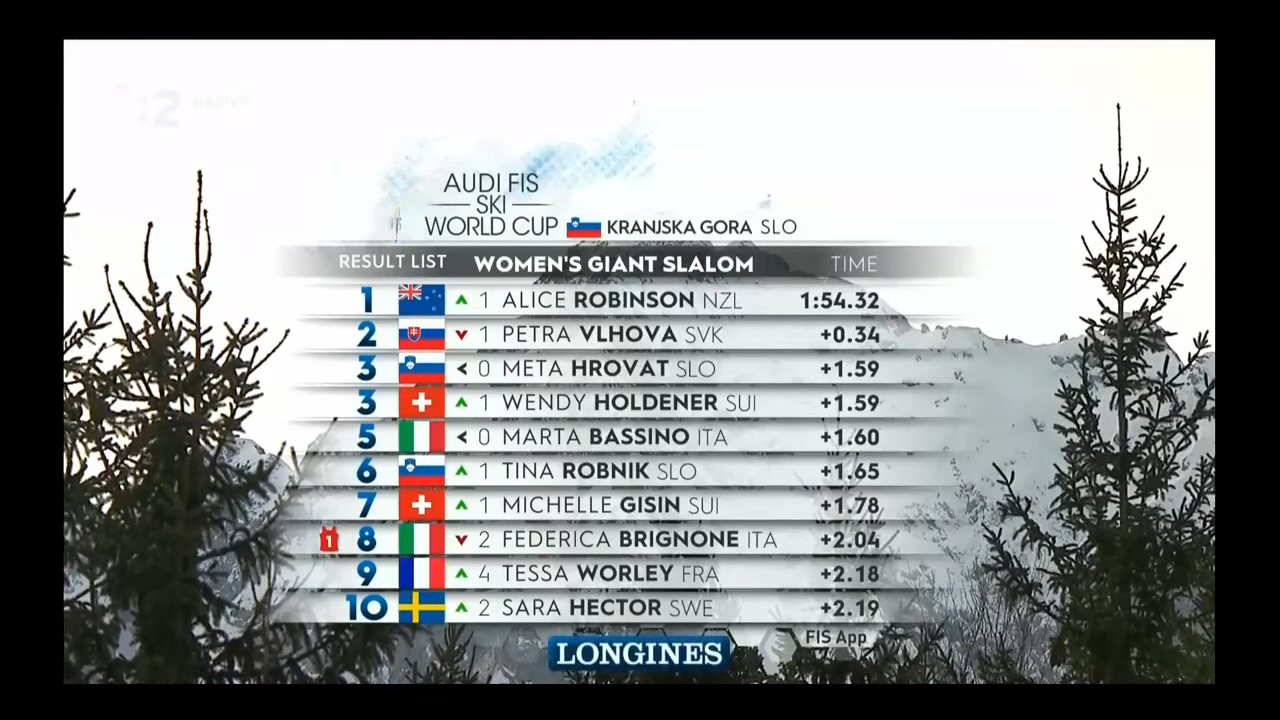 :2
AUDI FIS
SKI
WORLD CUP
KRANJSKA GORA SLO
RESULT LIST WOMEN'S GIANT SLALOM TIME
1 1 ALICE ROBINSON NZL 1:54.32
2 1 PETRA VLHOVA SVK +0.34
3 < 0 META HROVAT SLO +1.59
3 1 WENDY HOLDENER SUI +1.59
5 < 0 MARTA BASSINO ITA +1.60
6 1 TINA ROBNIK SLO +1.65
7 1 MICHELLE GISIN SUI +1.78
1 8 2 FEDERICA BRIGNONE ITA +2.04
9 4 TESSA WORLEY FRA +2.18
10 2 SARA HECTOR SWE +2.19
FIS App
LONGINES